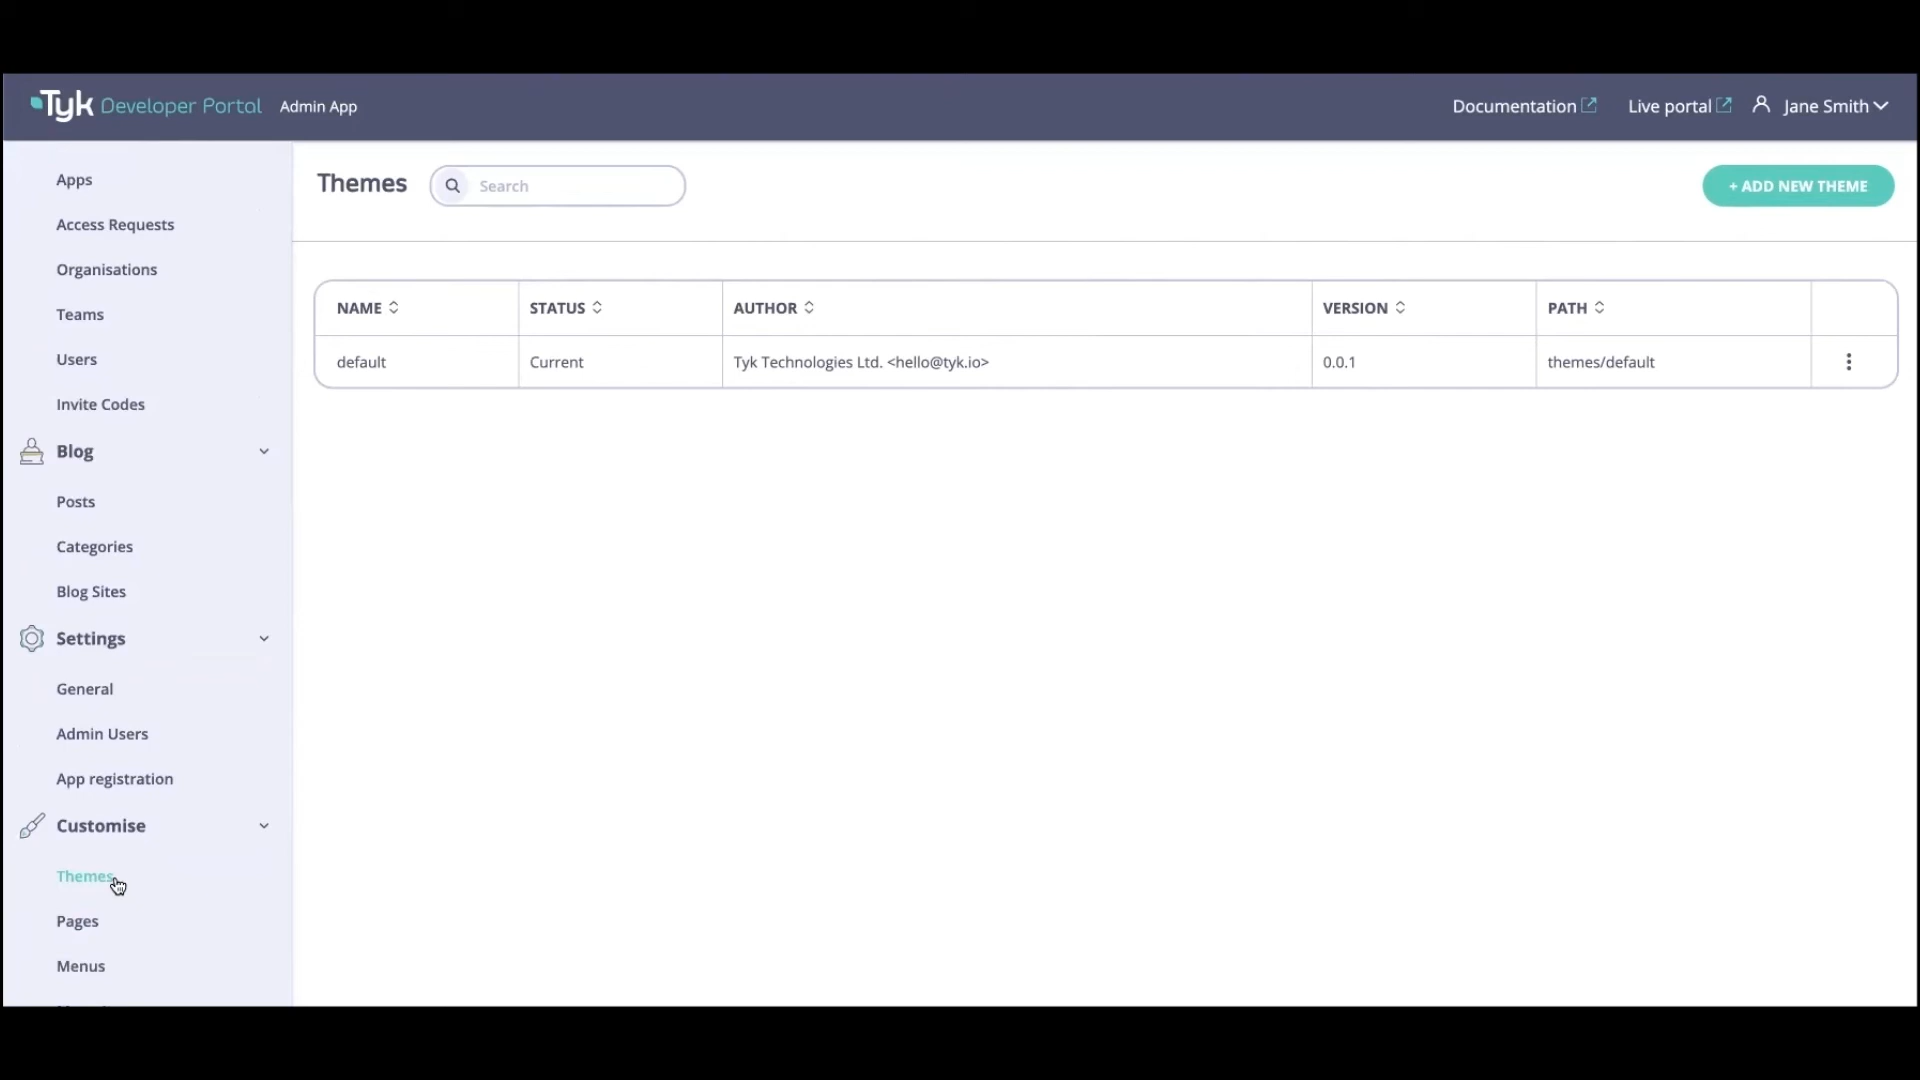 Tyk Developer Portal Admin App Documentation Live portal Jane Smith
Apps
Access Requests
Organisations
Teams
Users
Invite Codes
Blog
Posts
Categories
Blog Sites
Settings
General
Admin Users
App registration
Customise
Themes
Pages
Menus
Themes
Search
+ ADD NEW THEME
NAME STATUS AUTHOR VERSION PATH
default Current Tyk Technologies Ltd. <hello@tyk.io> 0.0.1 themes/default